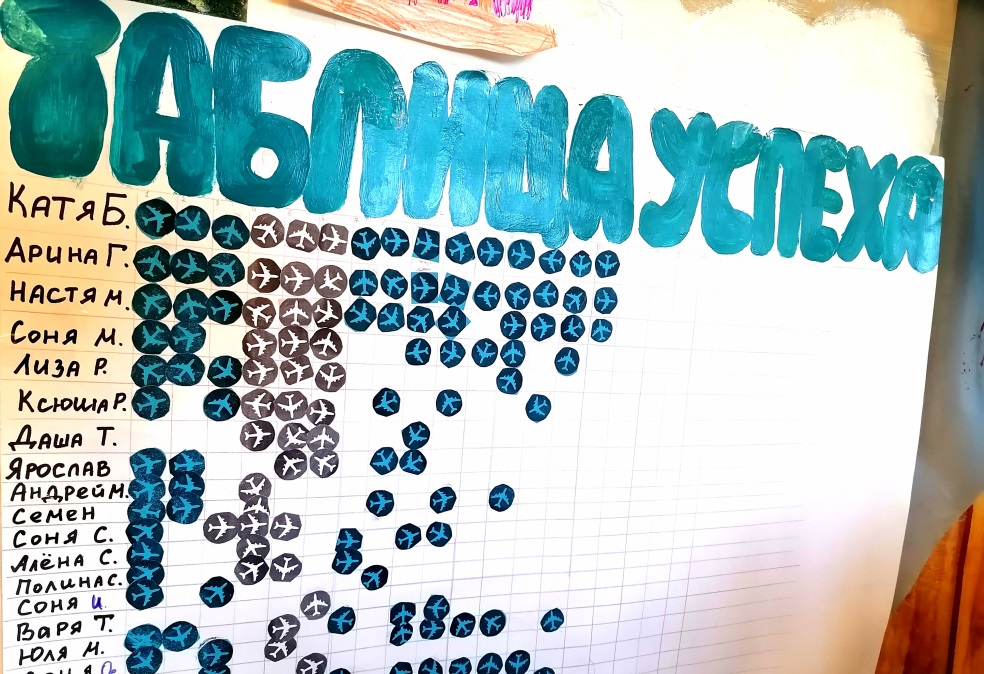 ТАБЛИЦА УСПЕХА
КАТЯ Б.
АРИНА Г.
НАСТЯ М.
СОНЯ М.
ЛИЗА Р.
КСЮША Р.
ДАША Т.
ЯРОСЛАВ
АНДРЕЙ М.
СЕМЕН
СОНЯ С.
АЛЁНА С.
ПОЛИНА С.
СОНЯ И.
ВАРЯ Т.
ЮЛЯ М.